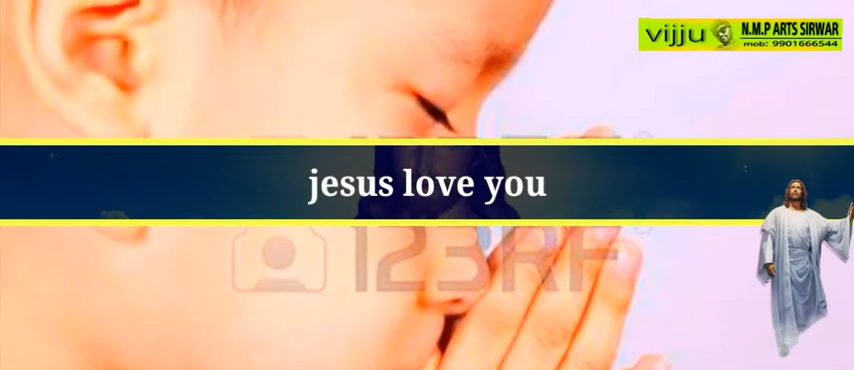 vijju
N.M.P ARTS SIRWAR
mob: 9901666544
jesus love you
123RF